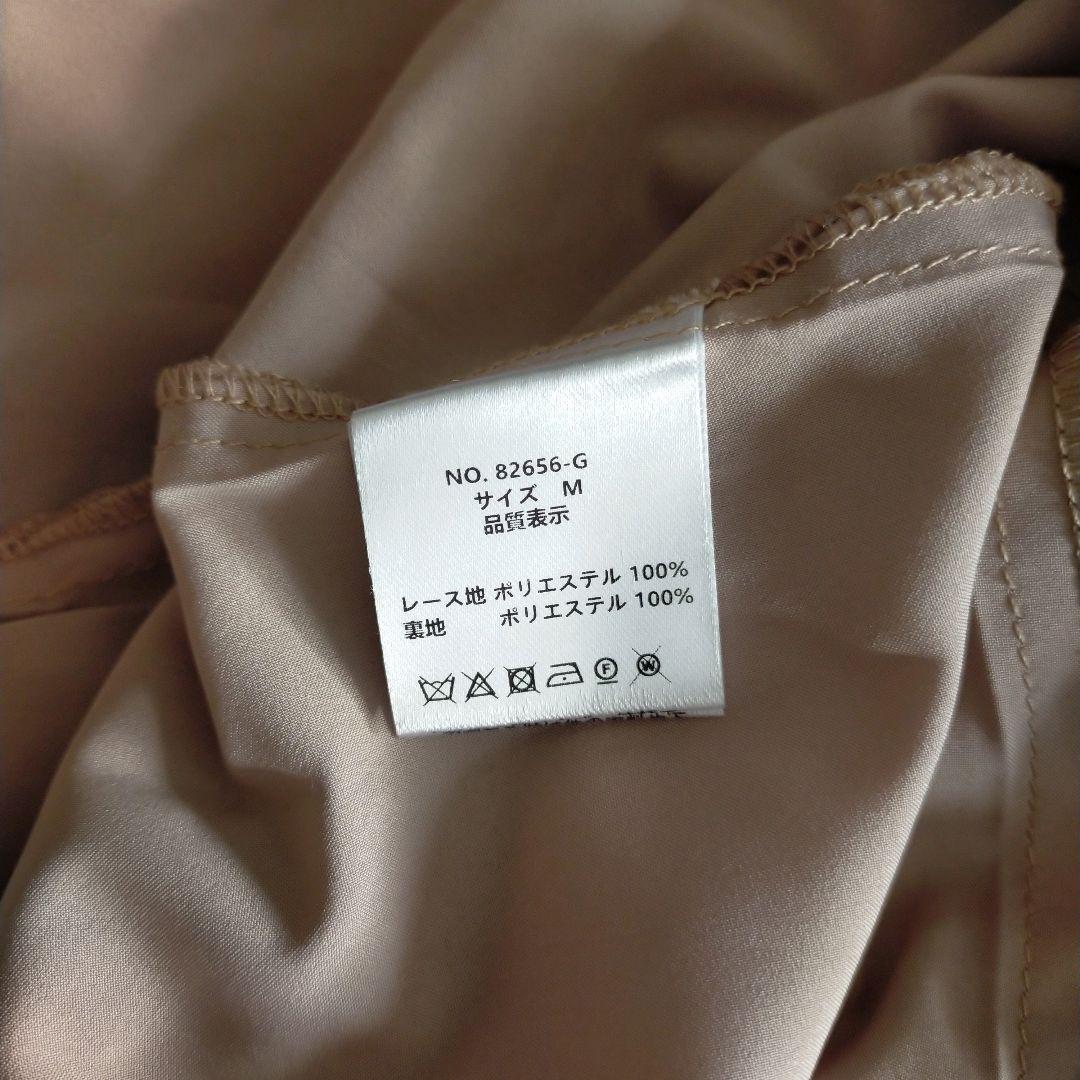 NO. 82656-G
サイズ M
品質表示
レース地 ポリエステル 100%
裏地 ポリエステル 100%
F W